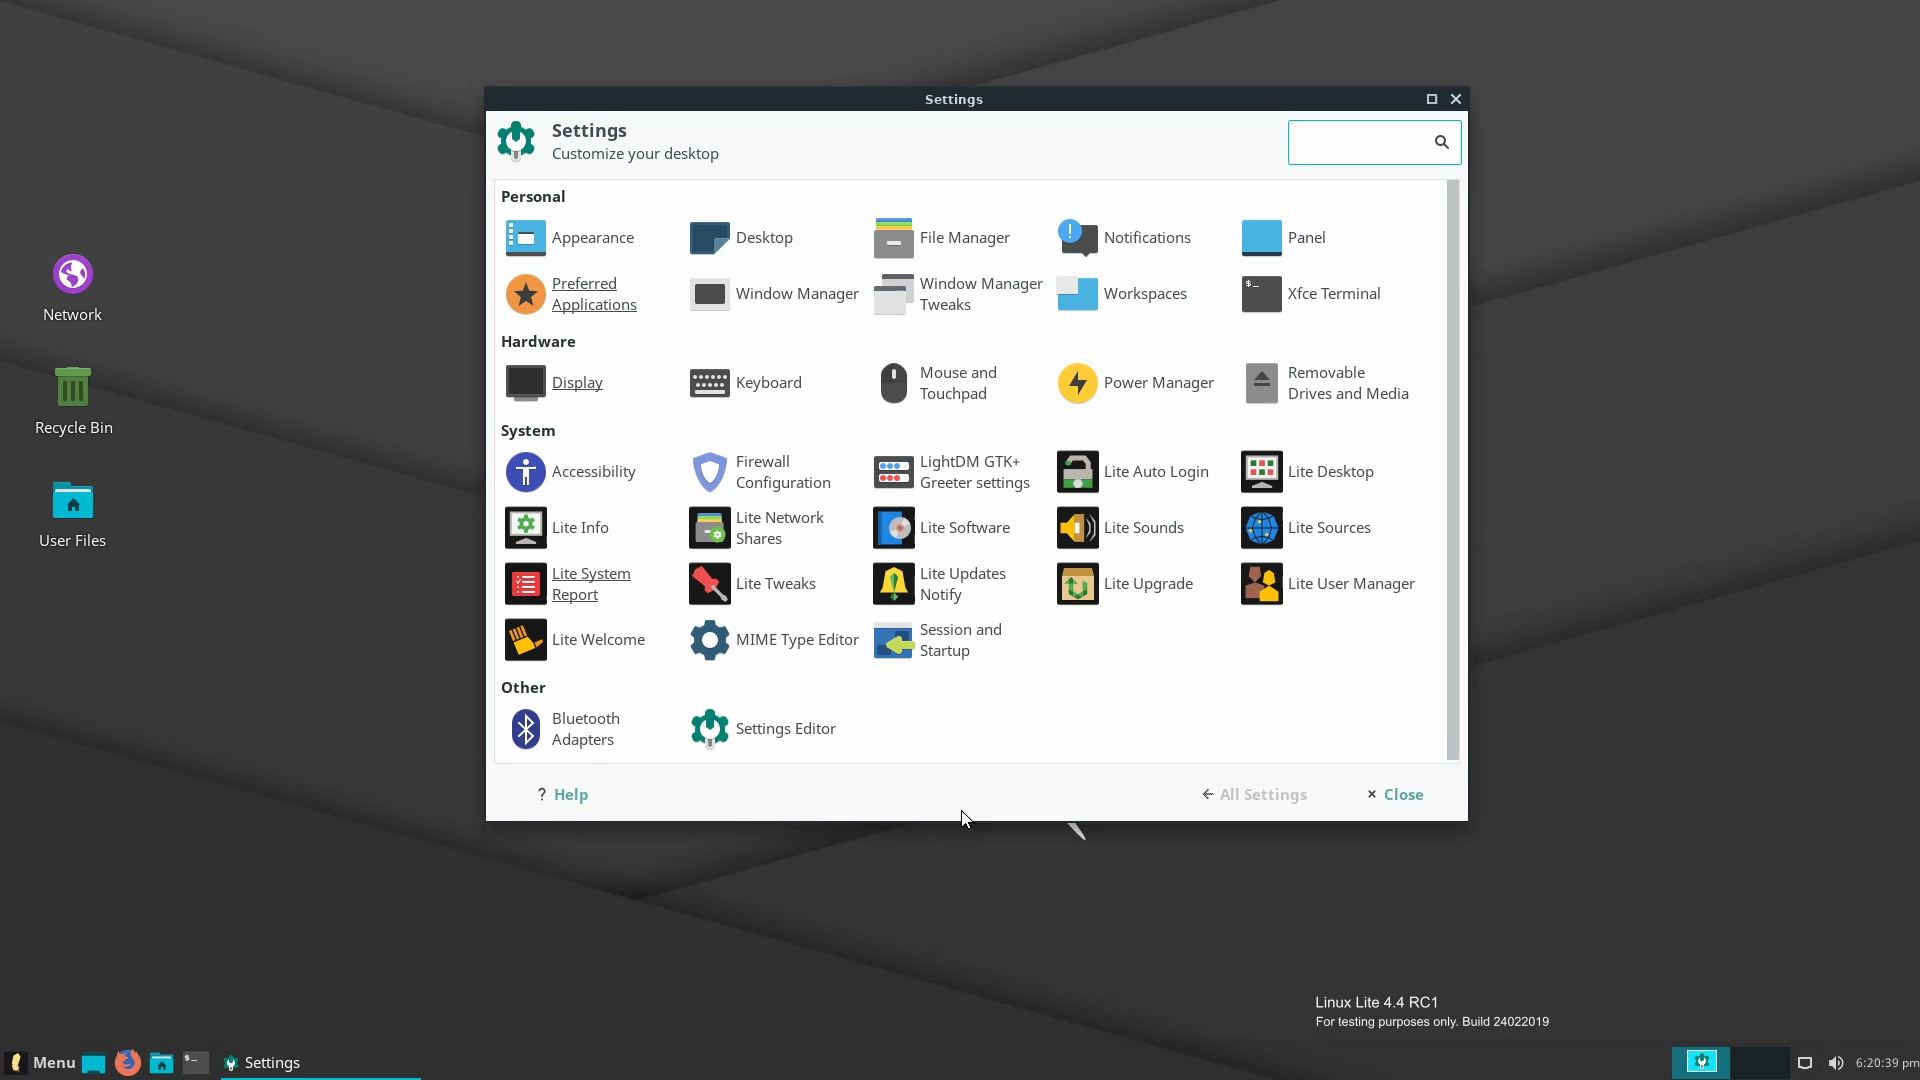 Settings
Settings
Customize your desktop
Personal
Appearance
Desktop
File Manager
Notifications
Panel
Preferred
Applications
Window Manager
Window Manager
Tweaks
Workspaces
Xfce Terminal
Hardware
Display
Keyboard
Mouse and
Touchpad
Power Manager
Removable
Drives and Media
System
Accessibility
Firewall
Configuration
LightDM GTK+
Greeter settings
Lite Auto Login
Lite Desktop
Lite Info
Lite Network
Shares
Lite Software
Lite Sounds
Lite Sources
Lite System
Report
Lite Tweaks
Lite Updates
Notify
Lite Upgrade
Lite User Manager
Lite Welcome
MIME Type Editor
Session and
Startup
Other
Bluetooth
Adapters
Settings Editor
? Help
All Settings
Close
Network
Recycle Bin
User Files
Linux Lite 4.4 RC1
For testing purposes only. Build 24022019
Menu
Settings
6:20:39 pm